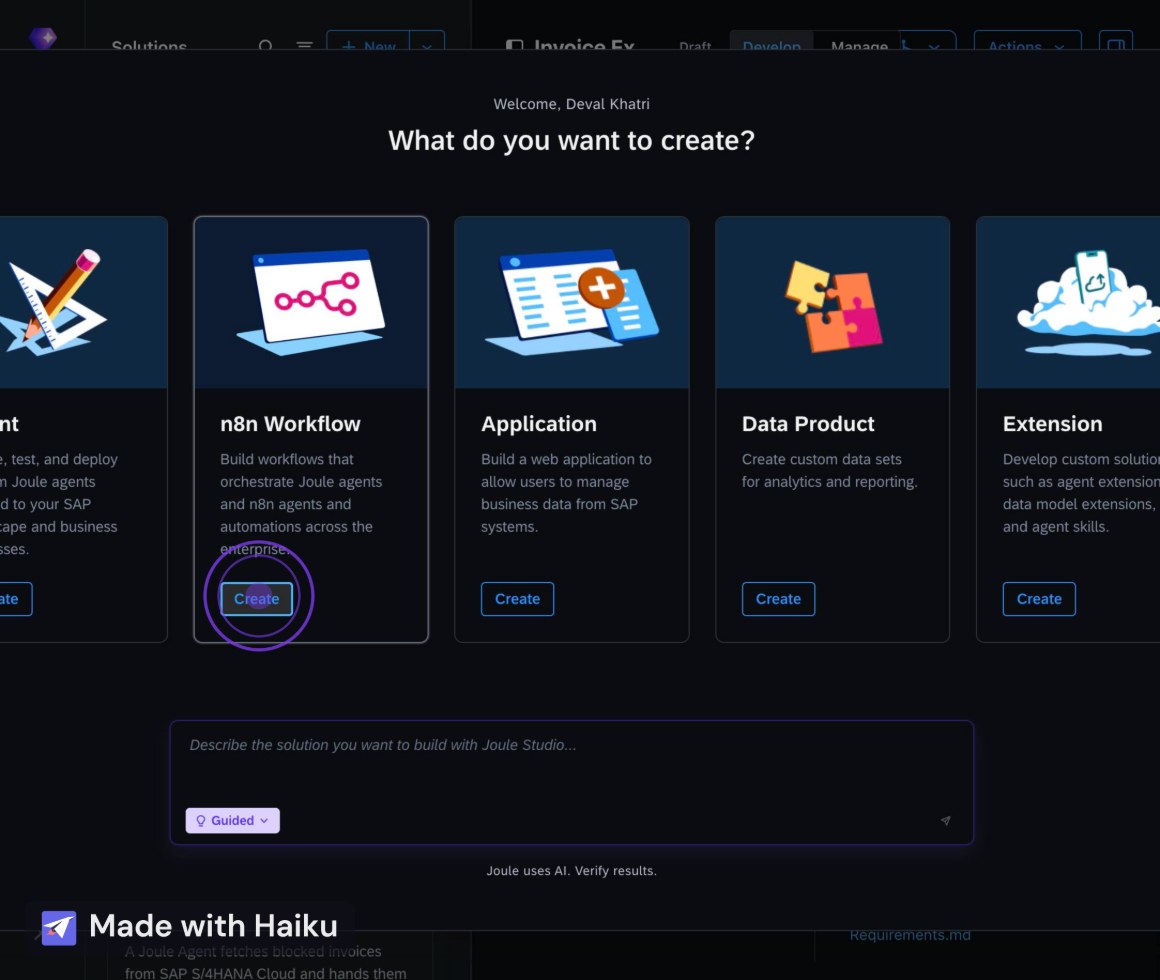 Solutions
New
Invoice Ex
Draft
Develop
Manage
Actions
Welcome, Deval Khatri
What do you want to create?
nt
, test, and deploy
Joule agents
d to your SAP
cape and business
sses.
ate
n8n Workflow
Build workflows that
orchestrate Joule agents
and n8n agents and
automations across the
enterprise.
Create
Application
Build a web application to
allow users to manage
business data from SAP
systems.
Create
Data Product
Create custom data sets
for analytics and reporting.
Create
Extension
Develop custom solution
such as agent extension
data model extensions,
and agent skills.
Create
Describe the solution you want to build with Joule Studio...
Guided
Joule uses AI. Verify results.
Made with Haiku
A Joule Agent fetches blocked invoices
from SAP S/4HANA Cloud and hands them
Requirements.md